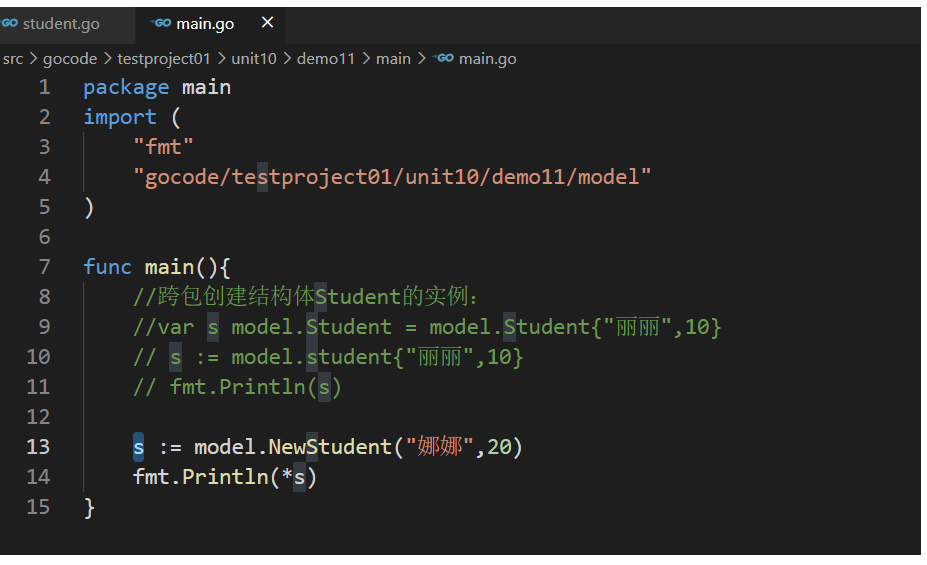 GO student.go GO main.go ×
src > gocode > testproject01 > unit10 > demo11 > main > GO main.go
1 package main
2 import (
3 "fmt"
4 "gocode/testproject01/unit10/demo11/model"
5 )
6
7 func main(){
8 //跨包创建结构体Student的实例:
9 //var s model.Student = model.Student{"丽丽",10}
10 // s := model.student{"丽丽",10}
11 // fmt.Println(s)
12
13 s := model.NewStudent("娜娜",20)
14 fmt.Println(*s)
15 }